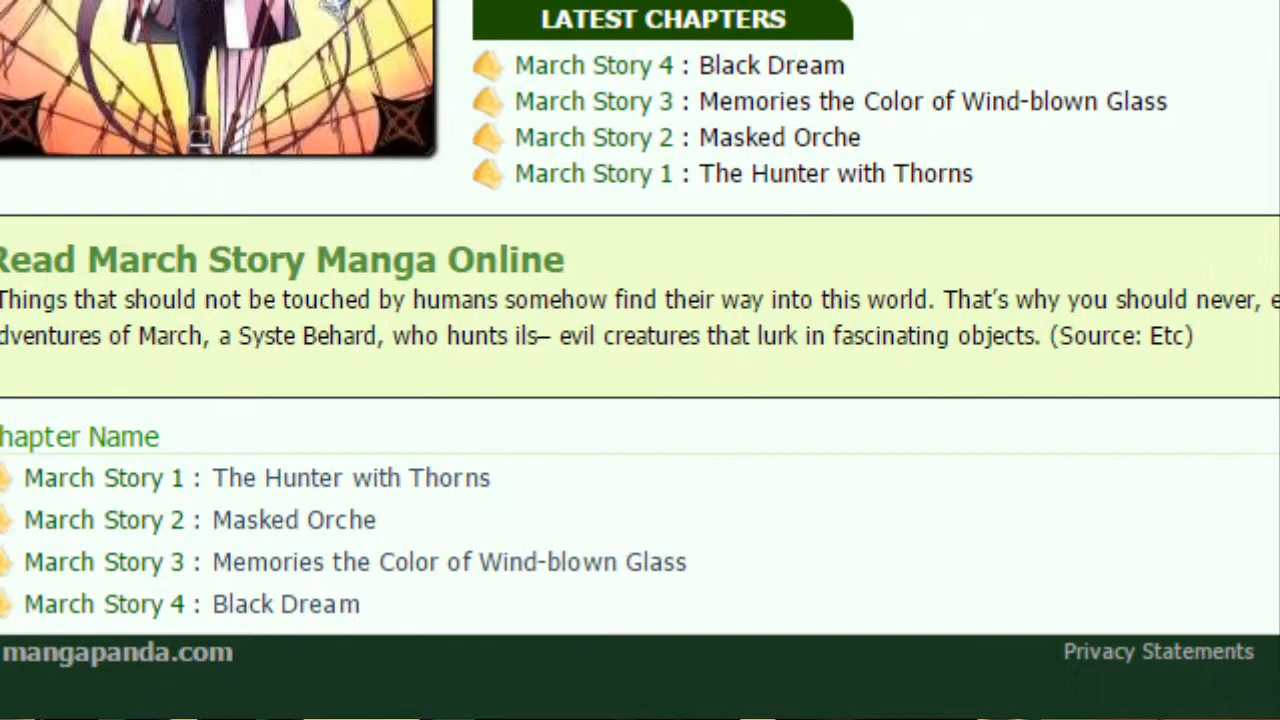 LATEST CHAPTERS
March Story 4 : Black Dream
March Story 3 : Memories the Color of Wind-blown Glass
March Story 2 : Masked Orche
March Story 1 : The Hunter with Thorns
Read March Story Manga Online
Things that should not be touched by humans somehow find their way into this world. That's why you should never, e
dventures of March, a Syste Behard, who hunts ils– evil creatures that lurk in fascinating objects. (Source: Etc)
hapter Name
March Story 1 : The Hunter with Thorns
March Story 2 : Masked Orche
March Story 3 : Memories the Color of Wind-blown Glass
March Story 4 : Black Dream
mangapanda.com
Privacy Statements